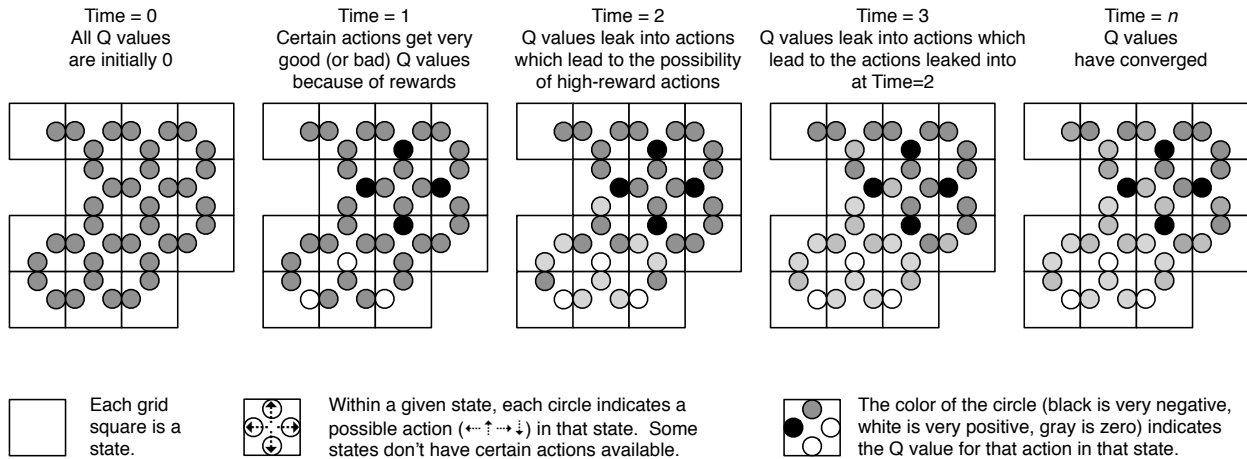 Time = 0
All Q values
are initially 0
Time = 1
Certain actions get very
good (or bad) Q values
because of rewards
Time = 2
Q values leak into actions
which lead to the possibility
of high-reward actions
Time = 3
Q values leak into actions which
lead to the actions leaked into
at Time=2
Time = n
Q values
have converged
Each grid
square is a
state.
Within a given state, each circle indicates a
possible action (⇠⇡⇢⇣) in that state. Some
states don't have certain actions available.
The color of the circle (black is very negative,
white is very positive, gray is zero) indicates
the Q value for that action in that state.